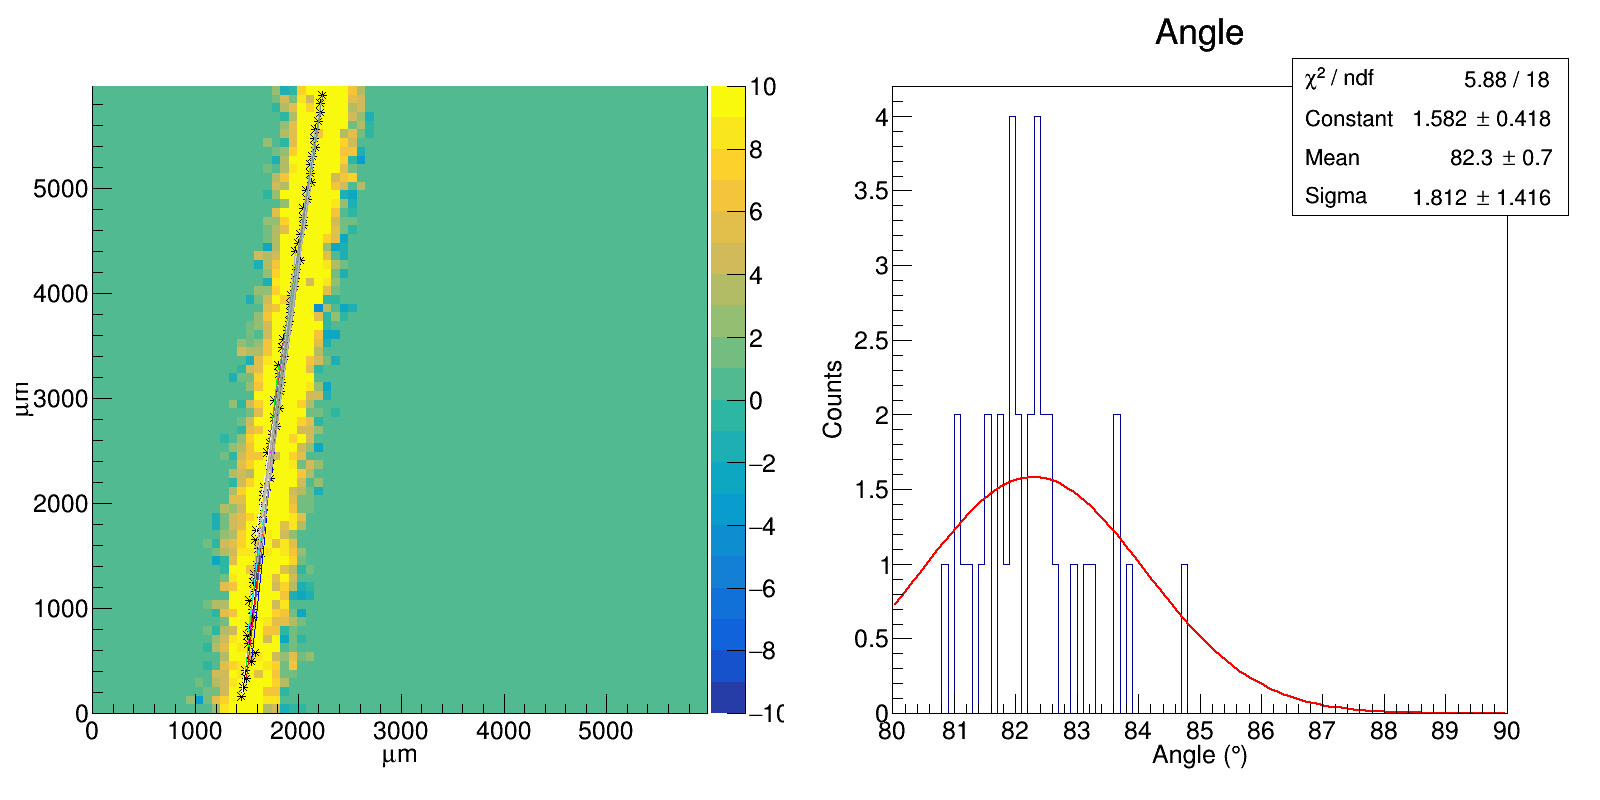 Angle
χ² / ndf 5.88 / 18
Constant 1.582 ± 0.418
Mean 82.3 ± 0.7
Sigma 1.812 ± 1.416
μm
5000
4000
3000
2000
1000
0
0 1000 2000 3000 4000 5000
μm
10
8
6
4
2
0
−2
−4
−6
−8
−10
Counts
4
3.5
3
2.5
2
1.5
1
0.5
0
80 81 82 83 84 85 86 87 88 89 90
Angle (°)